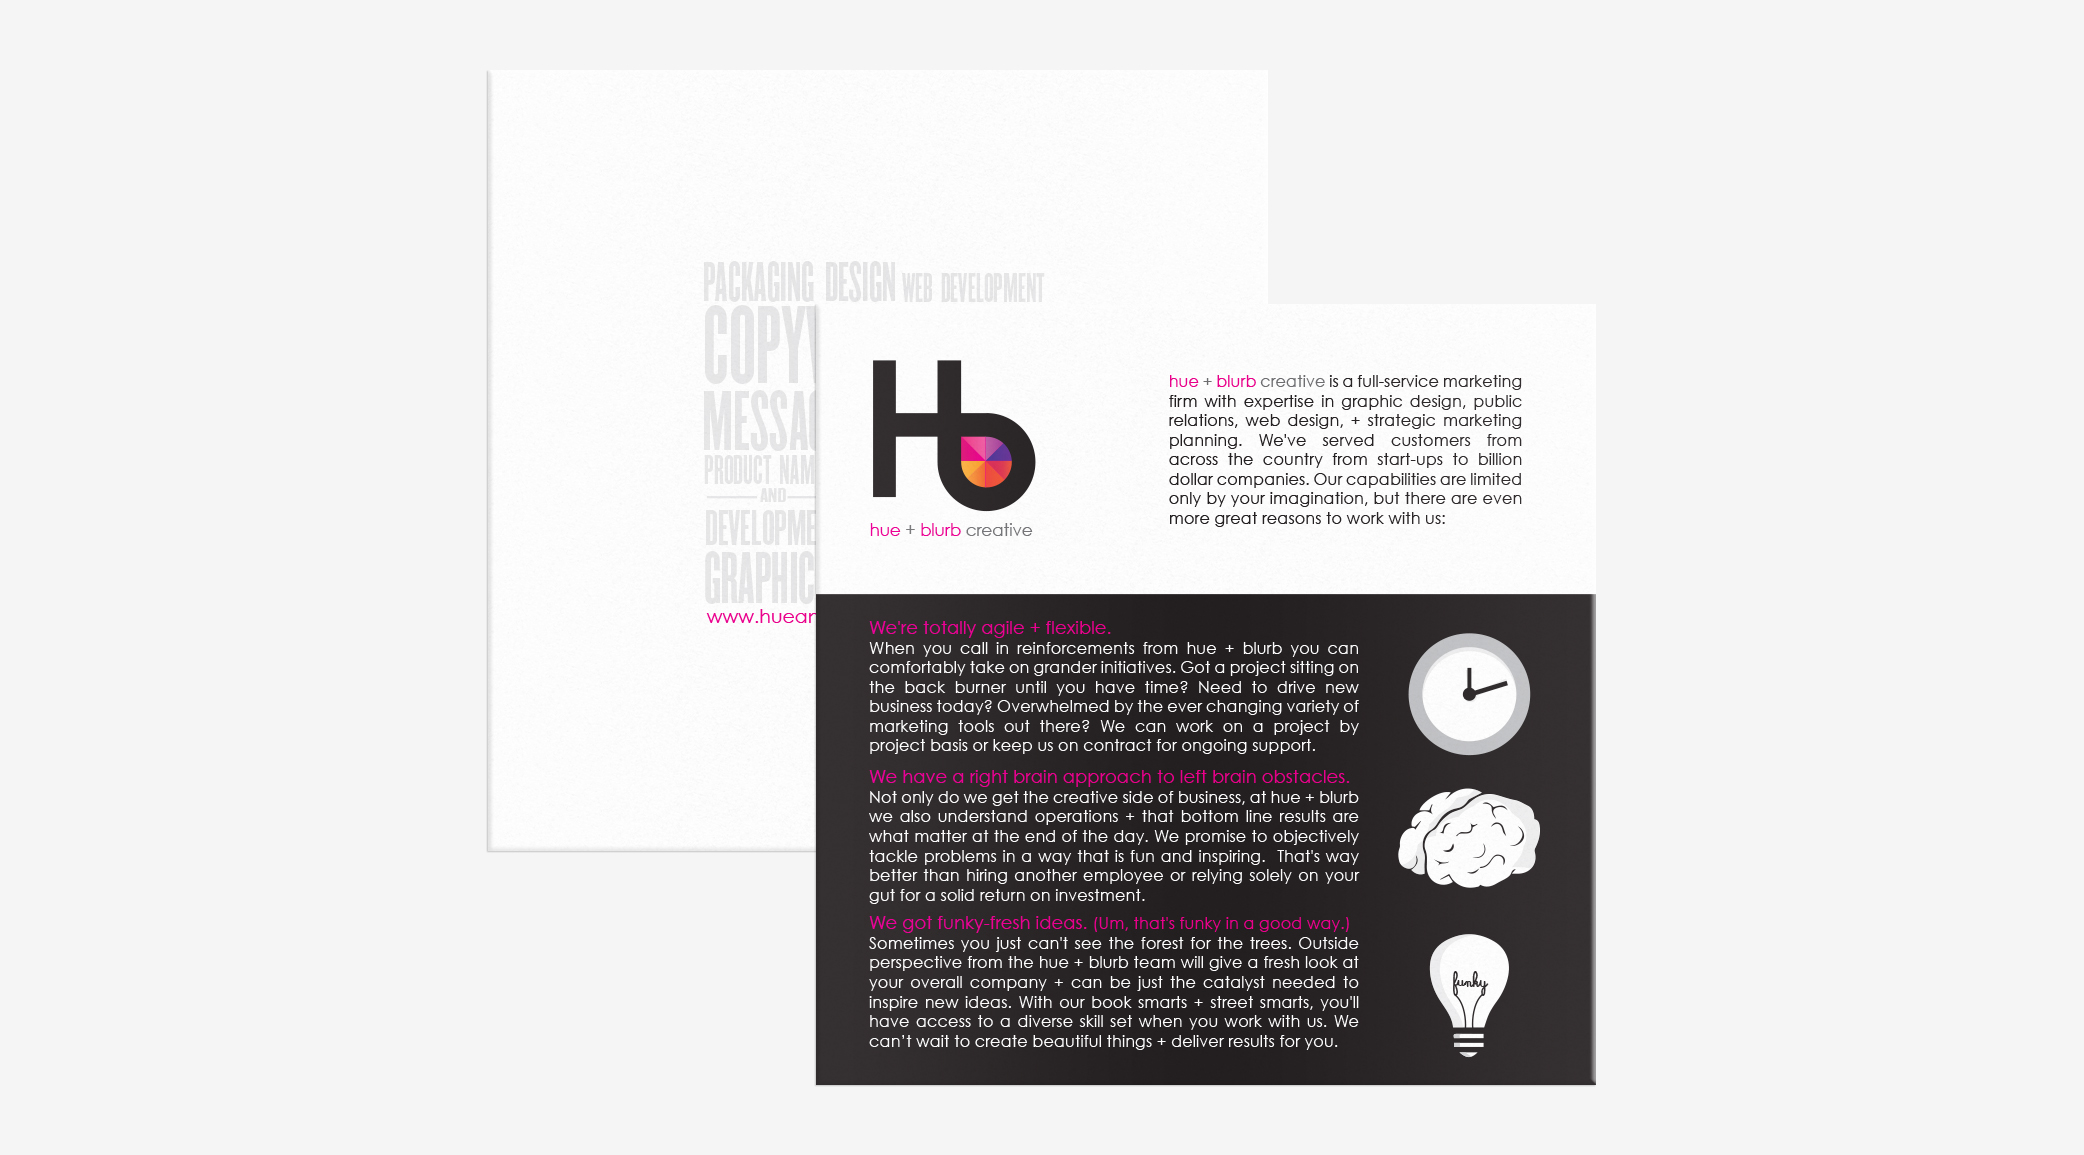 PACKAGING DESIGN WEB DEVELOPMENT
PRODUCT
AND
GRAPHIC
Hb
hue + blurb creative
hue + blurb creative is a full-service marketing
firm with expertise in graphic design, public
relations, web design, + strategic marketing
planning. We've served customers from
across the country from start-ups to billion
dollar companies. Our capabilities are limited
only by your imagination, but there are even
more great reasons to work with us:
We're totally agile + flexible.
When you call in reinforcements from hue + blurb you can
comfortably take on grander initiatives. Got a project sitting on
the back burner until you have time? Need to drive new
business today? Overwhelmed by the ever changing variety of
marketing tools out there? We can work on a project by
project basis or keep us on contract for ongoing support.
We have a right brain approach to left brain obstacles.
Not only do we get the creative side of business, at hue + blurb
we also understand operations + that bottom line results are
what matter at the end of the day. We promise to objectively
tackle problems in a way that is fun and inspiring. That's way
better than hiring another employee or relying solely on your
gut for a solid return on investment.
We got funky-fresh ideas. (Um, that's funky in a good way.)
Sometimes you just can't see the forest for the trees. Outside
perspective from the hue + blurb team will give a fresh look at
your overall company + can be just the catalyst needed to
inspire new ideas. With our book smarts + street smarts, you'll
have access to a diverse skill set when you work with us. We
can’t wait to create beautiful things + deliver results for you.
funky